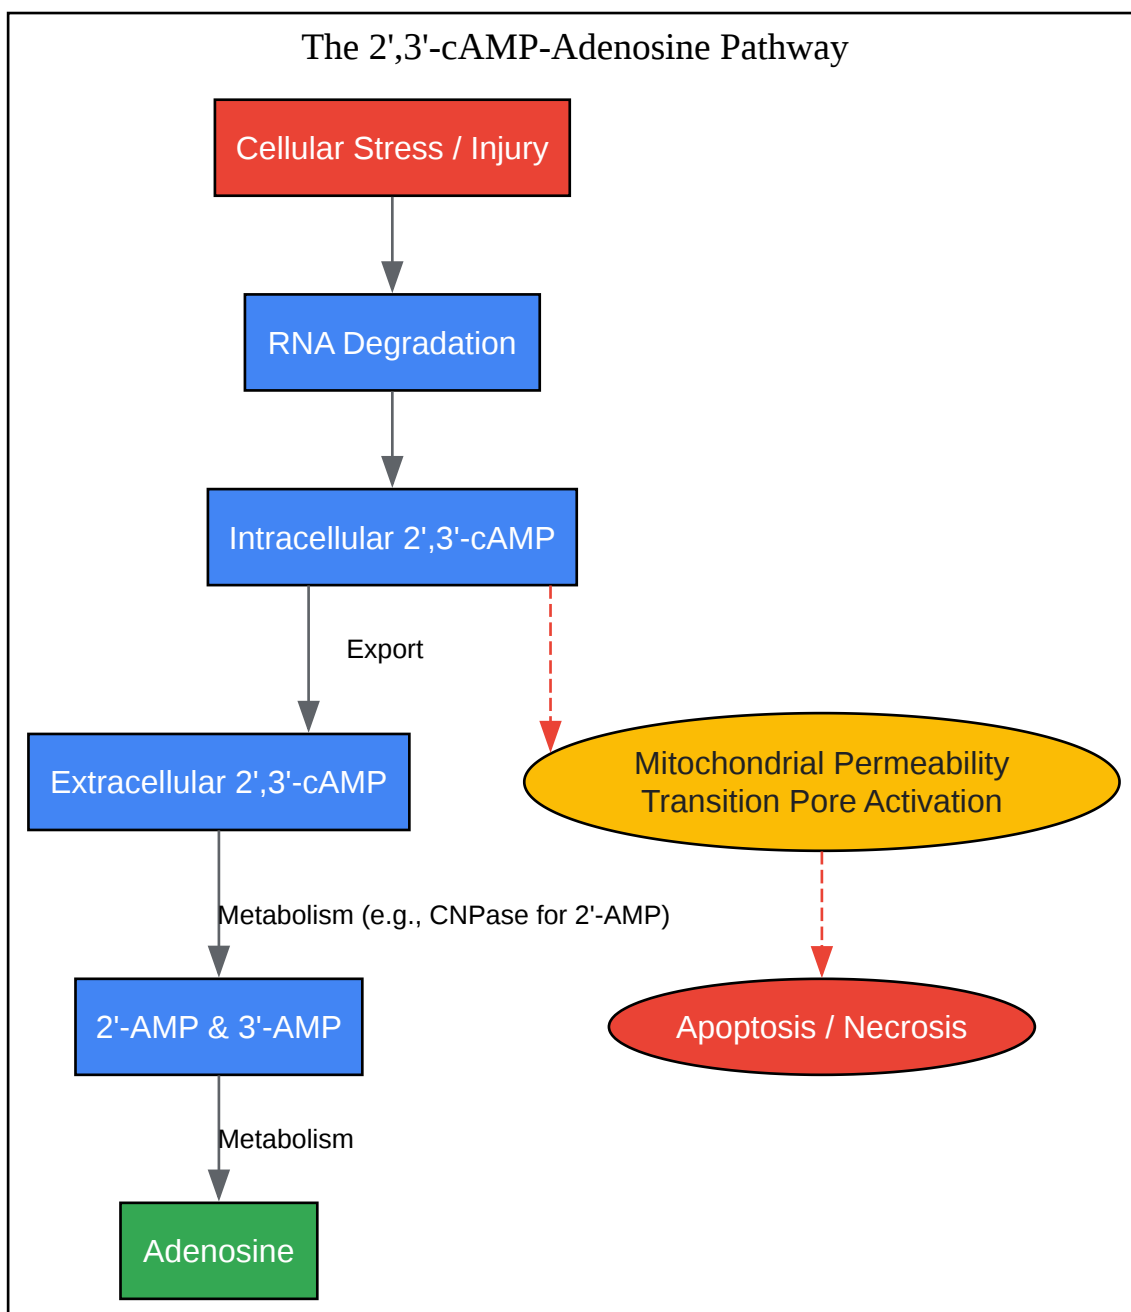 The 2',3'-cAMP-Adenosine Pathway
Cellular Stress / Injury
RNA Degradation
Intracellular 2',3'-cAMP
Export
Extracellular 2',3'-cAMP
Mitochondrial Permeability
Transition Pore Activation
Metabolism (e.g., CNPase for 2'-AMP)
2'-AMP & 3'-AMP
Apoptosis / Necrosis
Metabolism
Adenosine